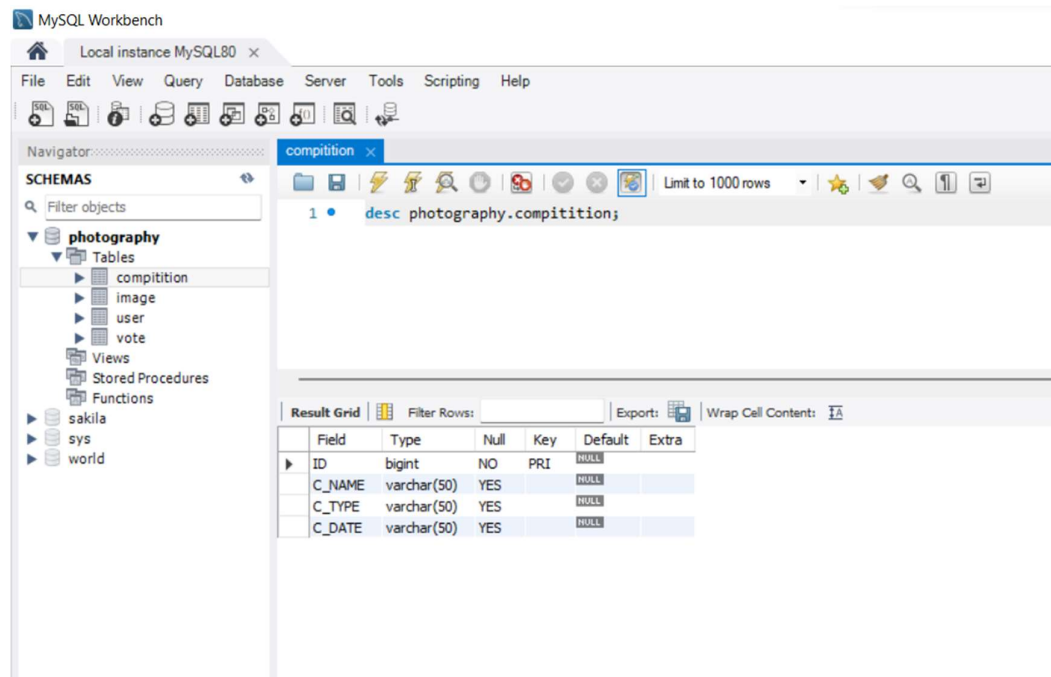 MySQL Workbench
Local instance MySQL80 ×
File Edit View Query Database Server Tools Scripting Help
Navigator
SCHEMAS
Filter objects
photography
Tables
compitition
image
user
vote
Views
Stored Procedures
Functions
sakila
sys
world
compitition ×
Limit to 1000 rows
1 desc photography.compitition;
Result Grid Filter Rows: Export: Wrap Cell Content:
Field Type Null Key Default Extra
ID bigint NO PRI NULL
C_NAME varchar(50) YES NULL
C_TYPE varchar(50) YES NULL
C_DATE varchar(50) YES NULL